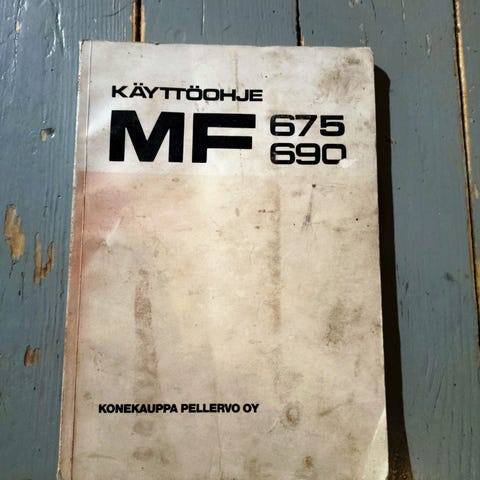 KÄYTTÖOHJE
MF 675
690
KONEKAUPPA PELLERVO OY